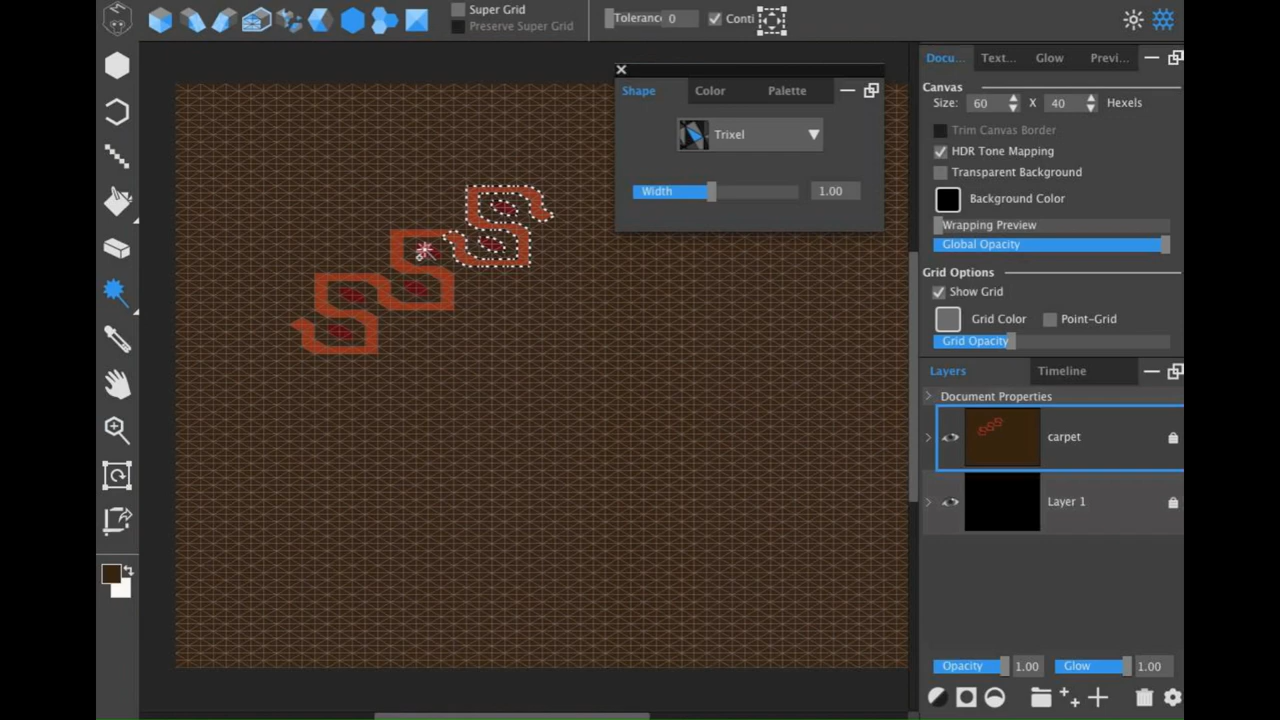 Super Grid
Preserve Super Grid
Toleranc 0
Conti
Shape
Color
Palette
Trixel
Width
1.00
Docu...
Text...
Glow
Previ...
Canvas
Size: 60 X 40 Hexels
Trim Canvas Border
HDR Tone Mapping
Transparent Background
Background Color
Wrapping Preview
Global Opacity
Grid Options
Show Grid
Grid Color
Point-Grid
Grid Opacity
Layers
Timeline
Document Properties
carpet
Layer 1
Opacity 1.00
Glow 1.00